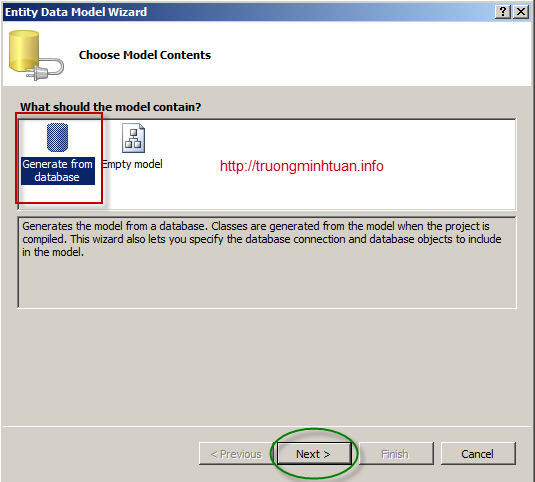 Entity Data Model Wizard
Choose Model Contents
What should the model contain?
Generate from
database
Empty model
http://truongminhtuan.info
Generates the model from a database. Classes are generated from the model when the project is
compiled. This wizard also lets you specify the database connection and database objects to include
in the model.
< Previous
Next >
Finish
Cancel